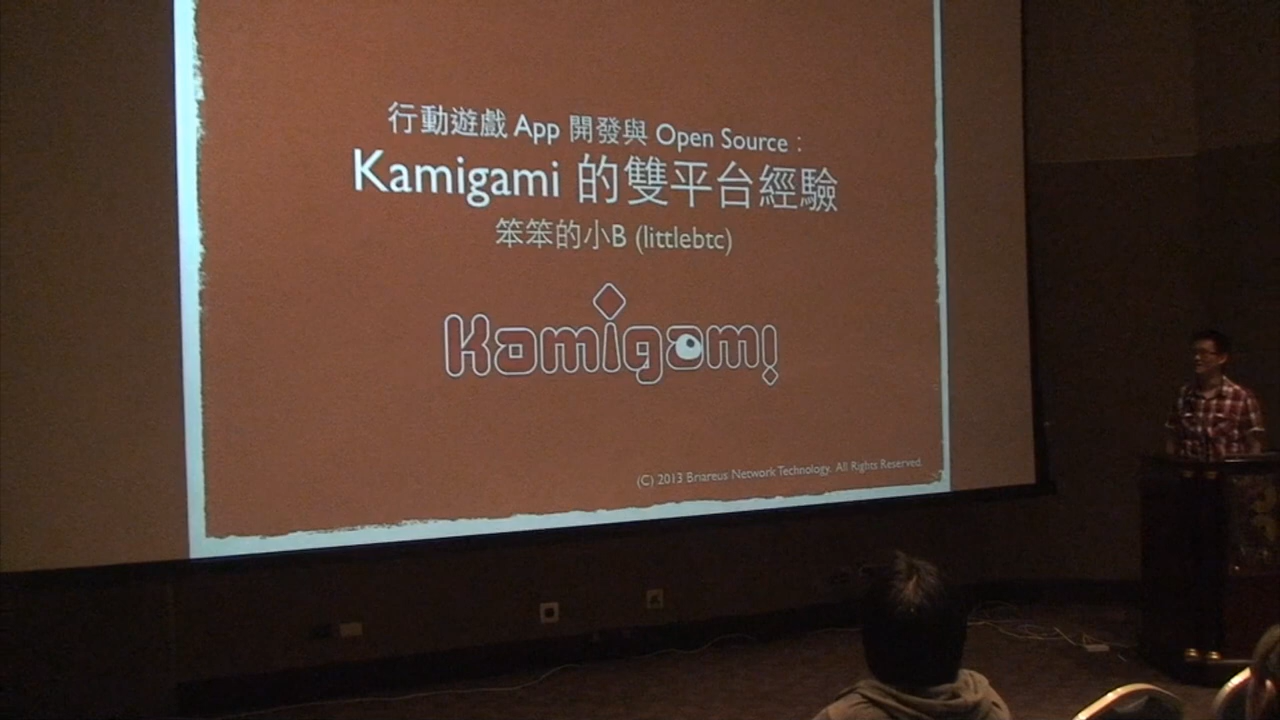 行動遊戲 App 開發與 Open Source：
Kamigami 的雙平台經驗
笨笨的小B (littlebtc)
Kamigami
(C) 2013 Briareus Network Technology. All Rights Reserved.